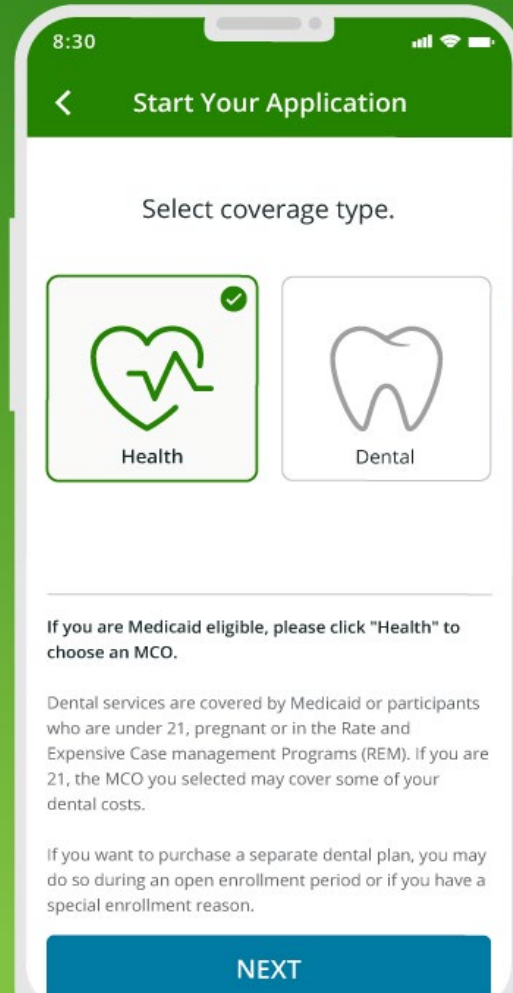 8:30
Start Your Application
Select coverage type.
Health
Dental
If you are Medicaid eligible, please click "Health" to
choose an MCO.
Dental services are covered by Medicaid or participants
who are under 21, pregnant or in the Rate and
Expensive Case management Programs (REM). If you are
21, the MCO you selected may cover some of your
dental costs.
If you want to purchase a separate dental plan, you may
do so during an open enrollment period or if you have a
special enrollment reason.
NEXT